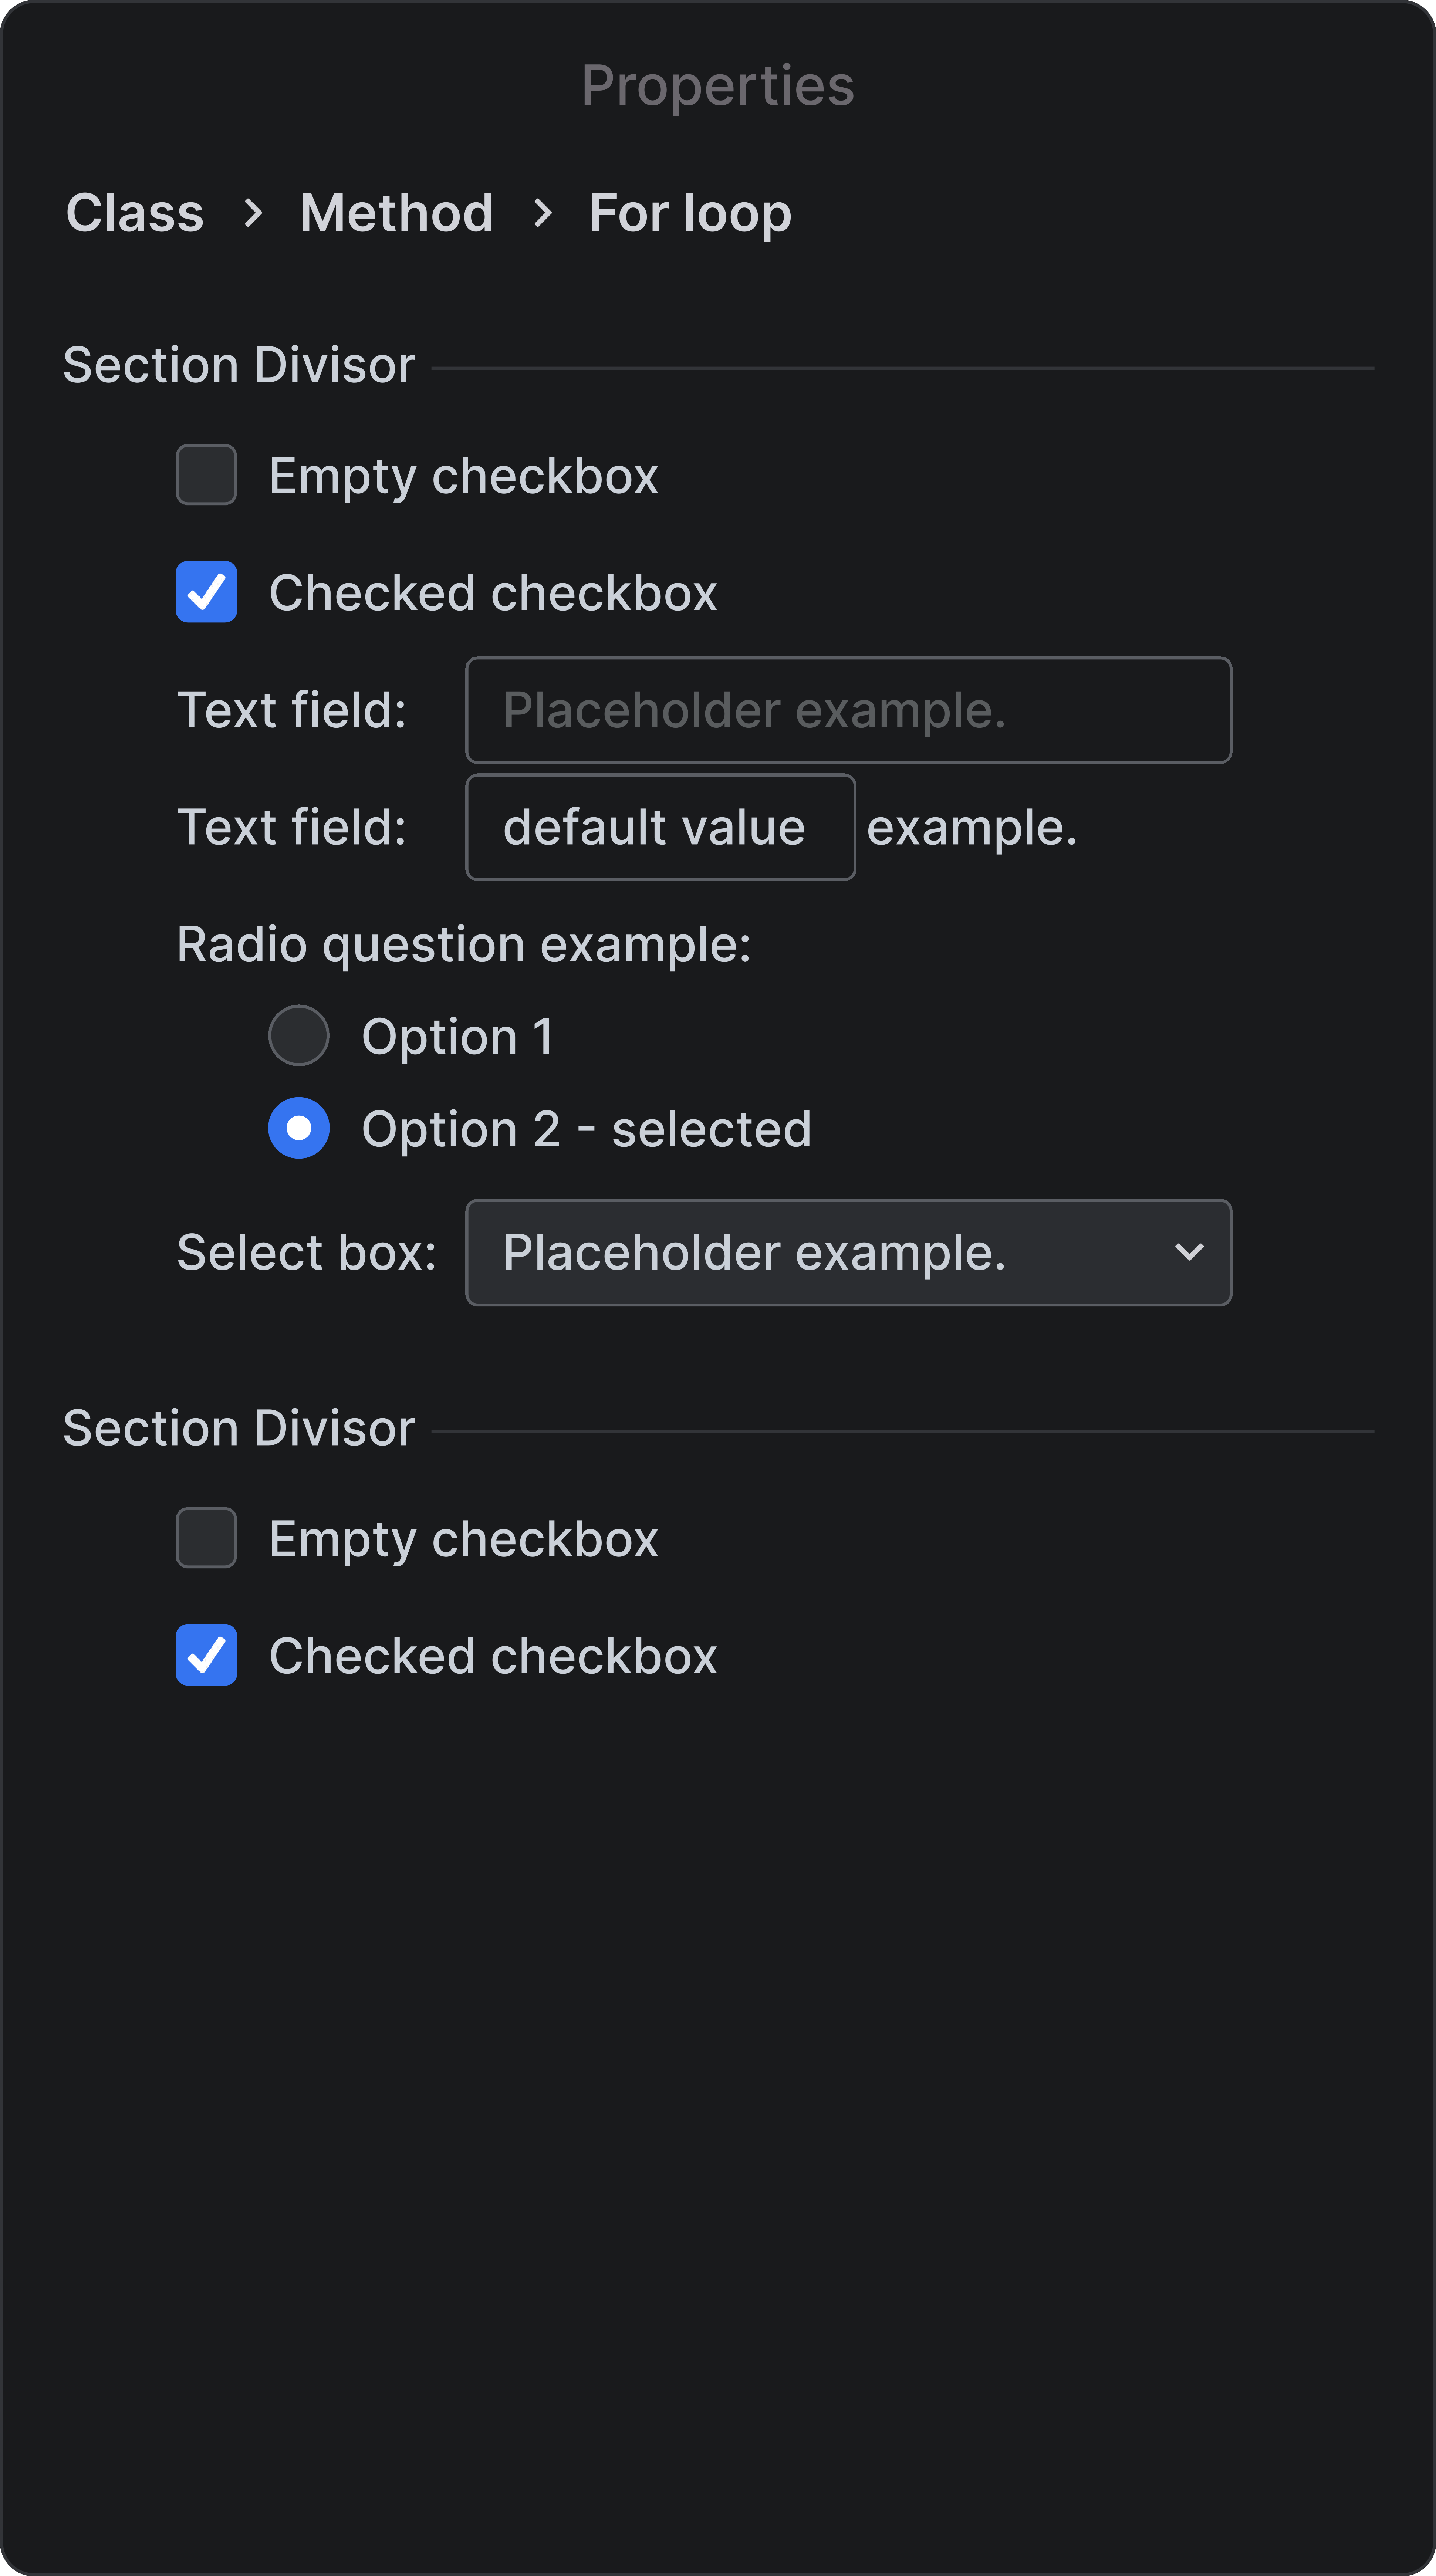 Properties
Class > Method > For loop
Section Divisor
Empty checkbox
Checked checkbox
Text field: Placeholder example.
Text field: default value example.
Radio question example:
Option 1
Option 2 - selected
Select box: Placeholder example.
Section Divisor
Empty checkbox
Checked checkbox